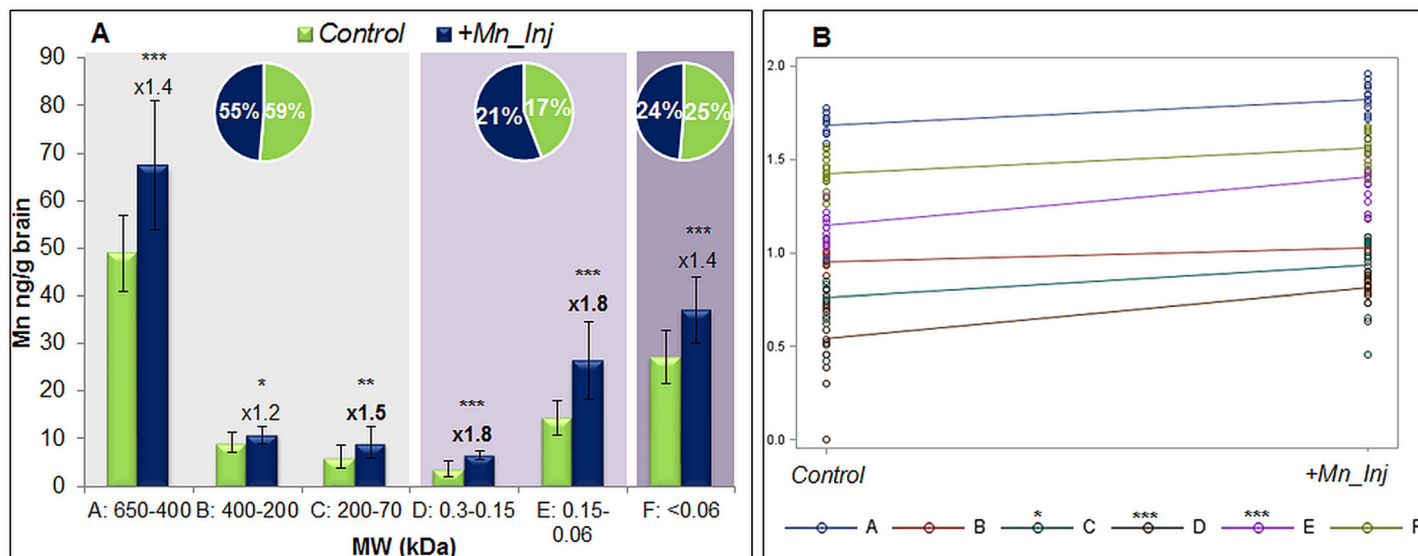 A
Control +Mn_Inj
Mn ng/g brain
90
80
70
60
50
40
30
20
10
0
***
x1.4
*
x1.2
**
x1.5
***
x1.8
***
x1.8
***
x1.4
55% 59%
21% 17%
24% 25%
A: 650-400 B: 400-200 C: 200-70 D: 0.3-0.15 E: 0.15- F: <0.06
0.06
MW (kDa)
B
2.0
1.5
1.0
0.5
0.0
Control +Mn_Inj
* *** ***
A B C D E F